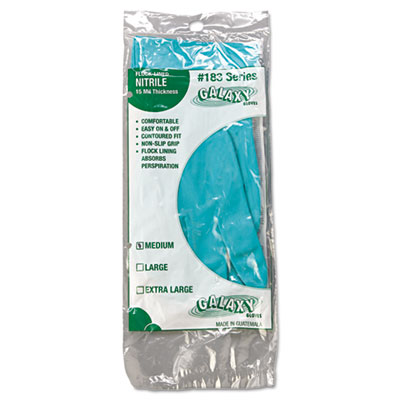 FLOCK LINED
NITRILE
15 Mil Thickness
#183 Series
GALAXY
GLOVES
• COMFORTABLE
• EASY ON & OFF
• CONTOURED FIT
• NON-SLIP GRIP
• FLOCK LINING
ABSORBS
PERSPIRATION
MEDIUM
LARGE
EXTRA LARGE
GALAXY
GLOVES
MADE IN GUATEMALA